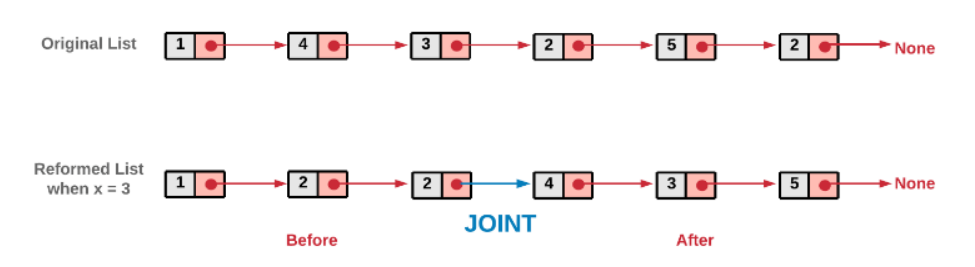 Original List
1 4 3 2 5 2 None
Reformed List
when x = 3
1 2 2 4 3 5 None
JOINT
Before After